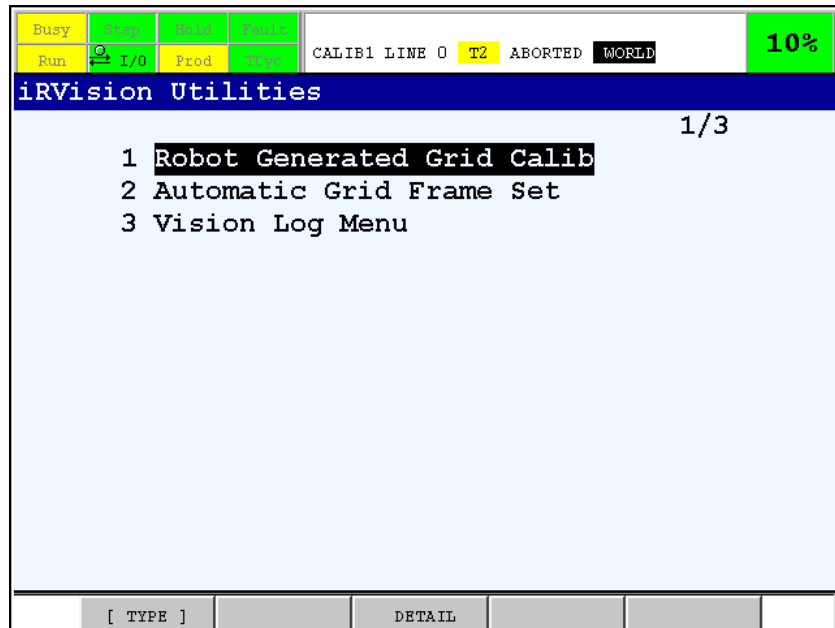 Busy Step Hold Fault
Run I/O Prod TCyc
CALIB1 LINE 0 T2 ABORTED WORLD
10%
iRVision Utilities
1/3
1 Robot Generated Grid Calib
2 Automatic Grid Frame Set
3 Vision Log Menu
[ TYPE ] DETAIL